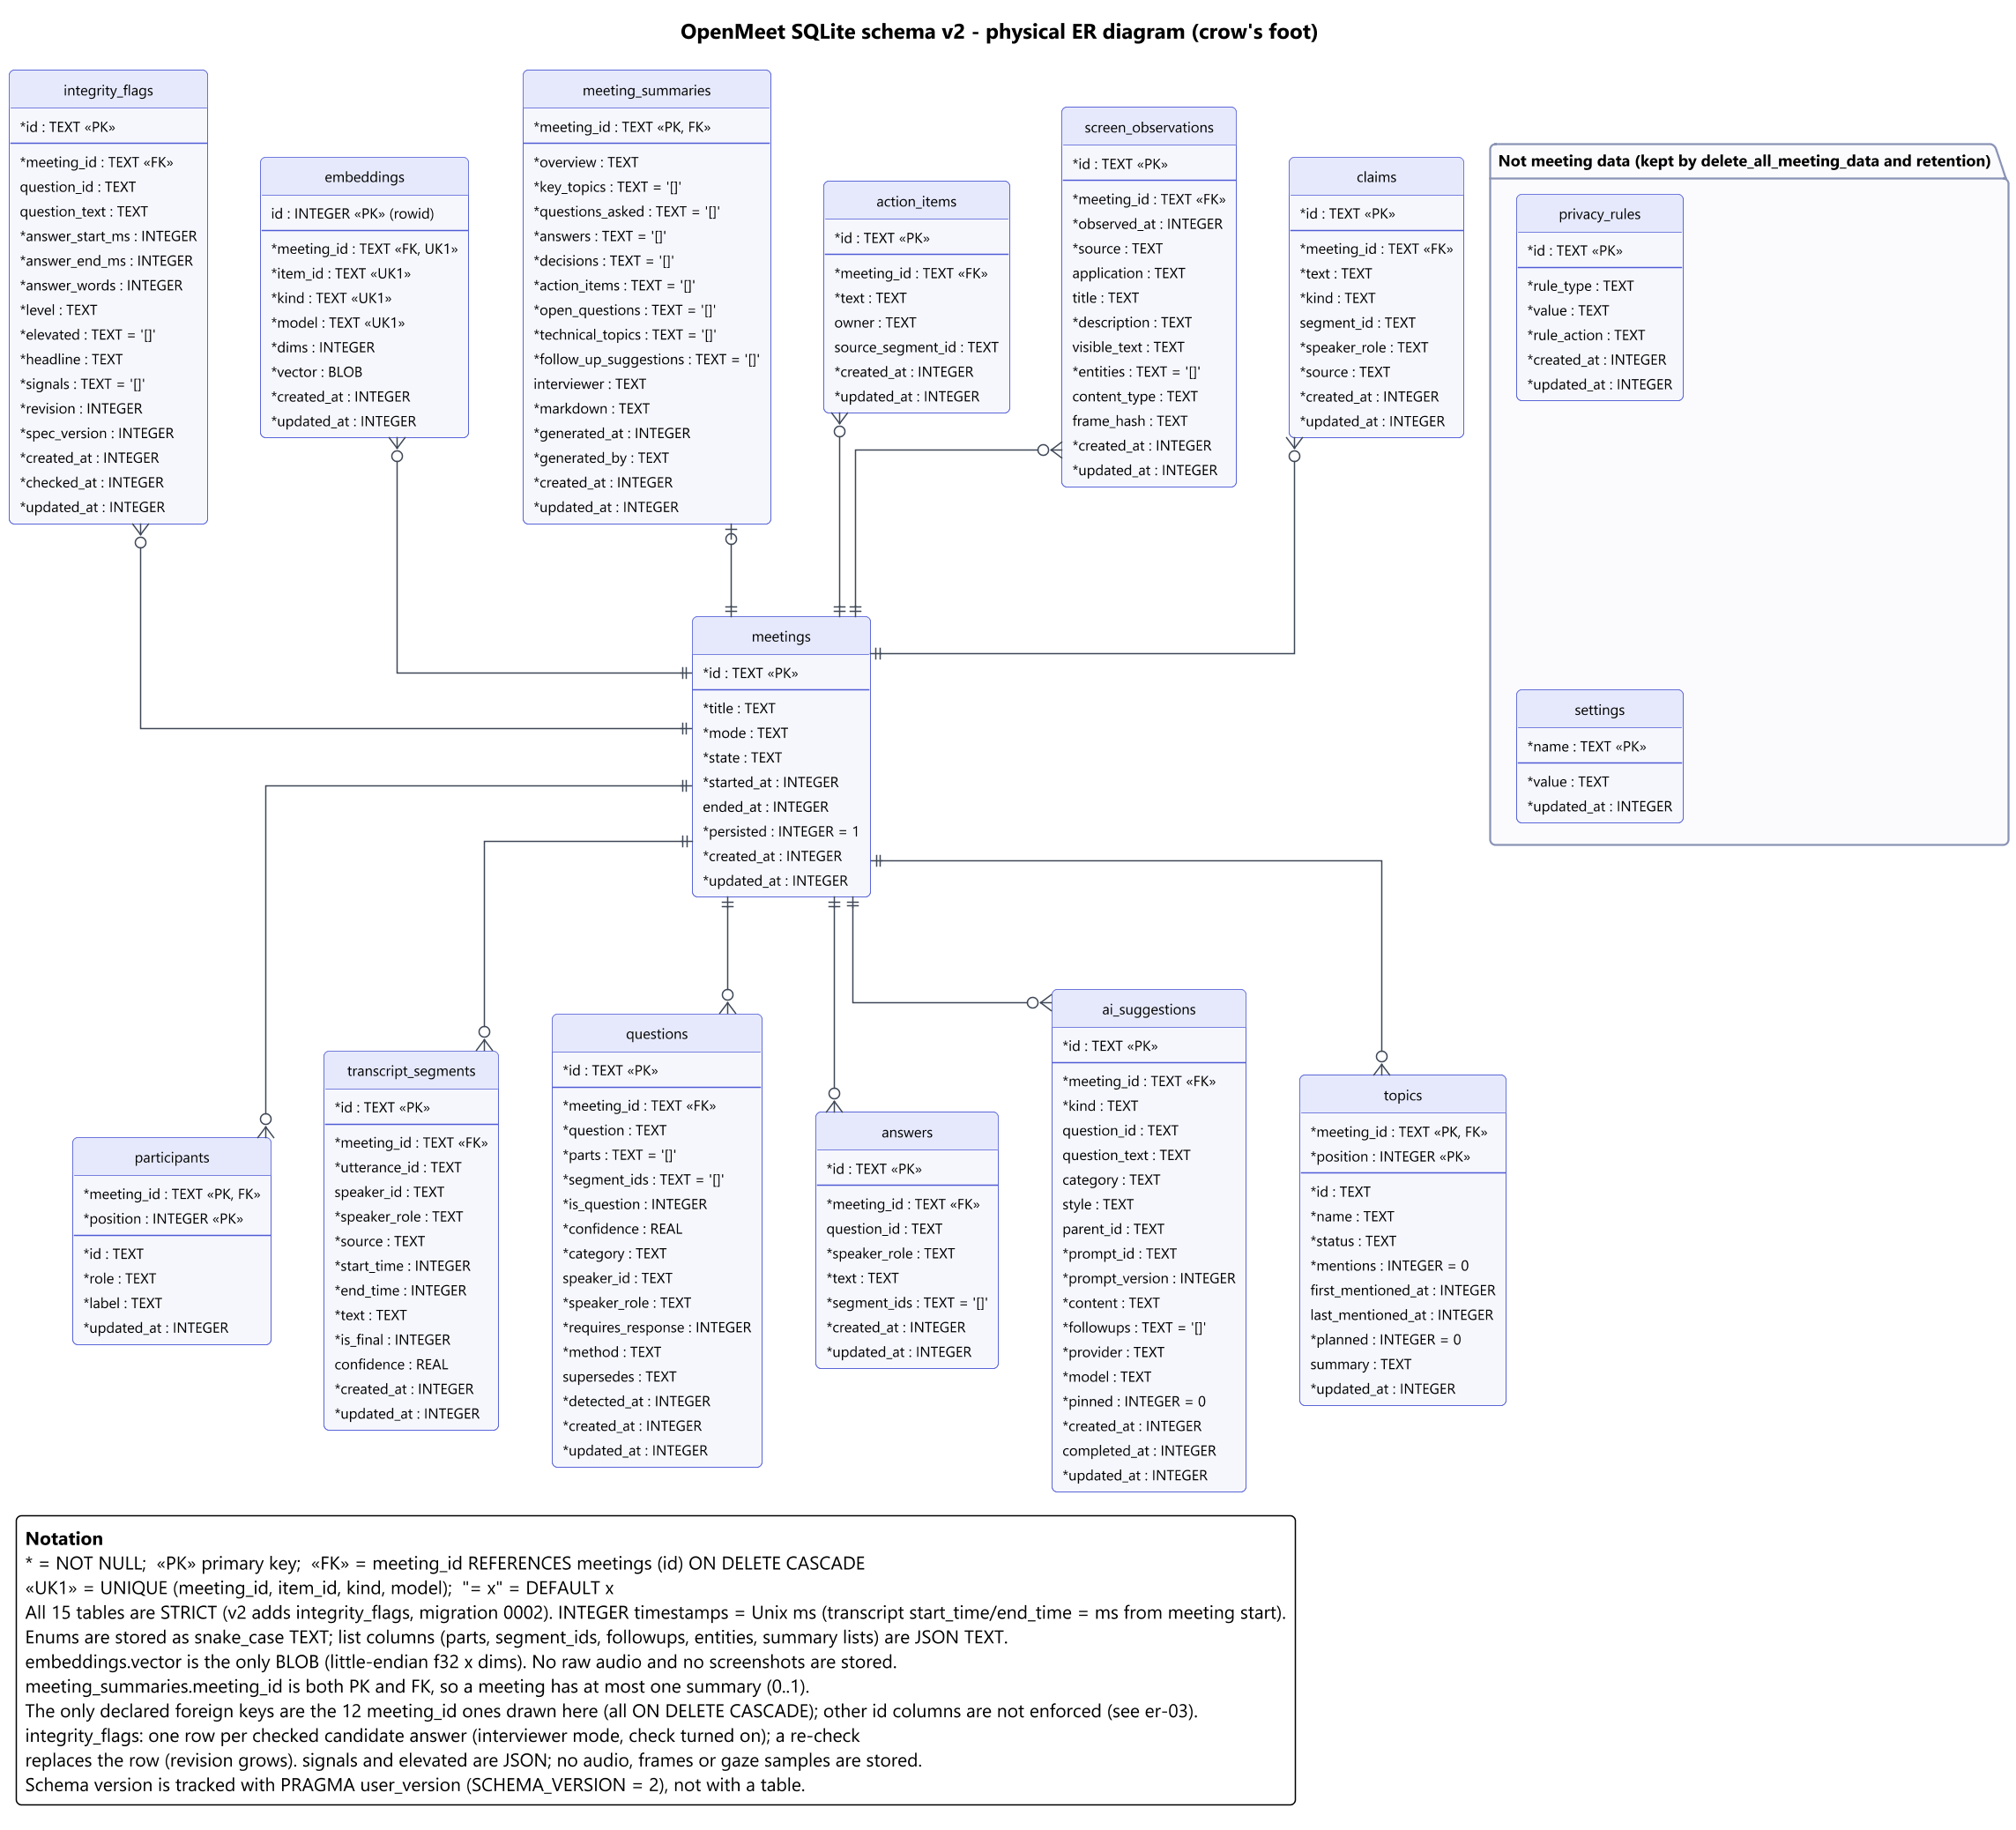 OpenMeet SQLite schema v2 - physical ER diagram (crow's foot)
integrity_flags
*id : TEXT «PK»
*meeting_id : TEXT «FK»
question_id : TEXT
question_text : TEXT
*answer_start_ms : INTEGER
*answer_end_ms : INTEGER
*answer_words : INTEGER
*level : TEXT
*elevated : TEXT = '[]'
*headline : TEXT
*signals : TEXT = '[]'
*revision : INTEGER
*spec_version : INTEGER
*created_at : INTEGER
*checked_at : INTEGER
*updated_at : INTEGER
embeddings
id : INTEGER «PK» (rowid)
*meeting_id : TEXT «FK, UK1»
*item_id : TEXT «UK1»
*kind : TEXT «UK1»
*model : TEXT «UK1»
*dims : INTEGER
*vector : BLOB
*created_at : INTEGER
*updated_at : INTEGER
meeting_summaries
*meeting_id : TEXT «PK, FK»
*overview : TEXT
*key_topics : TEXT = '[]'
*questions_asked : TEXT = '[]'
*answers : TEXT = '[]'
*decisions : TEXT = '[]'
*action_items : TEXT = '[]'
*open_questions : TEXT = '[]'
*technical_topics : TEXT = '[]'
*follow_up_suggestions : TEXT = '[]'
interviewer : TEXT
*markdown : TEXT
*generated_at : INTEGER
*generated_by : TEXT
*created_at : INTEGER
*updated_at : INTEGER
action_items
*id : TEXT «PK»
*meeting_id : TEXT «FK»
*text : TEXT
owner : TEXT
source_segment_id : TEXT
*created_at : INTEGER
*updated_at : INTEGER
screen_observations
*id : TEXT «PK»
*meeting_id : TEXT «FK»
*observed_at : INTEGER
*source : TEXT
application : TEXT
title : TEXT
*description : TEXT
visible_text : TEXT
*entities : TEXT = '[]'
content_type : TEXT
frame_hash : TEXT
*created_at : INTEGER
*updated_at : INTEGER
claims
*id : TEXT «PK»
*meeting_id : TEXT «FK»
*text : TEXT
*kind : TEXT
segment_id : TEXT
*speaker_role : TEXT
*source : TEXT
*created_at : INTEGER
*updated_at : INTEGER
Not meeting data (kept by delete_all_meeting_data and retention)
privacy_rules
*id : TEXT «PK»
*rule_type : TEXT
*value : TEXT
*rule_action : TEXT
*created_at : INTEGER
*updated_at : INTEGER
settings
*name : TEXT «PK»
*value : TEXT
*updated_at : INTEGER
meetings
*id : TEXT «PK»
*title : TEXT
*mode : TEXT
*state : TEXT
*started_at : INTEGER
ended_at : INTEGER
*persisted : INTEGER = 1
*created_at : INTEGER
*updated_at : INTEGER
participants
*meeting_id : TEXT «PK, FK»
*position : INTEGER «PK»
*id : TEXT
*role : TEXT
*label : TEXT
*updated_at : INTEGER
transcript_segments
*id : TEXT «PK»
*meeting_id : TEXT «FK»
*utterance_id : TEXT
speaker_id : TEXT
*speaker_role : TEXT
*source : TEXT
*start_time : INTEGER
*end_time : INTEGER
*text : TEXT
*is_final : INTEGER
confidence : REAL
*created_at : INTEGER
*updated_at : INTEGER
questions
*id : TEXT «PK»
*meeting_id : TEXT «FK»
*question : TEXT
*parts : TEXT = '[]'
*segment_ids : TEXT = '[]'
*is_question : INTEGER
*confidence : REAL
*category : TEXT
speaker_id : TEXT
*speaker_role : TEXT
*requires_response : INTEGER
*method : TEXT
supersedes : TEXT
*detected_at : INTEGER
*created_at : INTEGER
*updated_at : INTEGER
answers
*id : TEXT «PK»
*meeting_id : TEXT «FK»
question_id : TEXT
*speaker_role : TEXT
*text : TEXT
*segment_ids : TEXT = '[]'
*created_at : INTEGER
*updated_at : INTEGER
ai_suggestions
*id : TEXT «PK»
*meeting_id : TEXT «FK»
*kind : TEXT
question_id : TEXT
question_text : TEXT
category : TEXT
style : TEXT
parent_id : TEXT
*prompt_id : TEXT
*prompt_version : INTEGER
*content : TEXT
*followups : TEXT = '[]'
*provider : TEXT
*model : TEXT
*pinned : INTEGER = 0
*created_at : INTEGER
completed_at : INTEGER
*updated_at : INTEGER
topics
*meeting_id : TEXT «PK, FK»
*position : INTEGER «PK»
*id : TEXT
*name : TEXT
*status : TEXT
*mentions : INTEGER = 0
first_mentioned_at : INTEGER
last_mentioned_at : INTEGER
*planned : INTEGER = 0
summary : TEXT
*updated_at : INTEGER
Notation
* = NOT NULL;  «PK» primary key;  «FK» = meeting_id REFERENCES meetings (id) ON DELETE CASCADE
«UK1» = UNIQUE (meeting_id, item_id, kind, model);  "= x" = DEFAULT x
All 15 tables are STRICT (v2 adds integrity_flags, migration 0002). INTEGER timestamps = Unix ms (transcript start_time/end_time = ms from meeting start).
Enums are stored as snake_case TEXT; list columns (parts, segment_ids, followups, entities, summary lists) are JSON TEXT.
embeddings.vector is the only BLOB (little-endian f32 x dims). No raw audio and no screenshots are stored.
meeting_summaries.meeting_id is both PK and FK, so a meeting has at most one summary (0..1).
The only declared foreign keys are the 12 meeting_id ones drawn here (all ON DELETE CASCADE); other id columns are not enforced (see er-03).
integrity_flags: one row per checked candidate answer (interviewer mode, check turned on); a re-check
replaces the row (revision grows). signals and elevated are JSON; no audio, frames or gaze samples are stored.
Schema version is tracked with PRAGMA user_version (SCHEMA_VERSION = 2), not with a table.